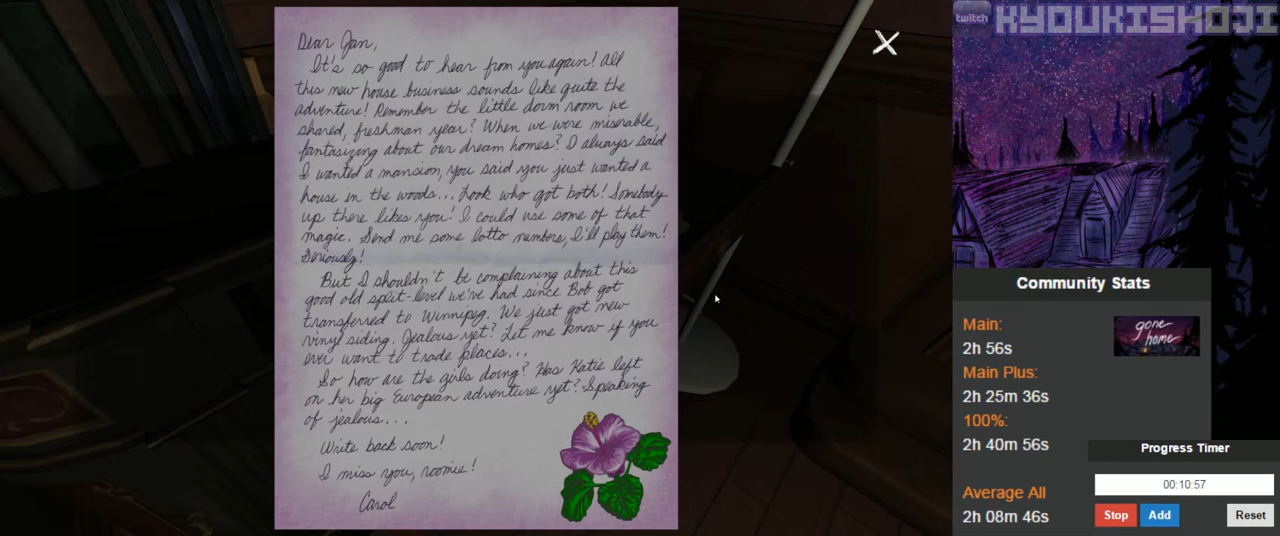 Dear Jan,
It's so good to hear from you again! All
this new house business sounds like quite the
adventure! Remember the little dorm room we
shared, freshman year? When we were miserable,
fantasizing about our dream homes? I always said
I wanted a mansion, you said you just wanted a
house in the woods... Look who got both! Somebody
up there likes you! I could use some of that
magic. Send me some lotto numbers, I'll play them!
Seriously!
But I shouldn't be complaining about this
good old split-level we've had since Bob got
transferred to Winnipeg. We just got new
vinyl siding. Jealous yet? Let me know if you
ever want to trade places...
So how are the girls doing? Has Katie left
on her big European adventure yet? Speaking
of jealous...
Write back soon!
I miss you, roomie!
Carol
twitch KYOUKISHOJI
Community Stats
Main:
2h 56s
gone home
Main Plus:
2h 25m 36s
100%:
2h 40m 56s
Average All
2h 08m 46s
Progress Timer
00:10:57
Stop Add Reset